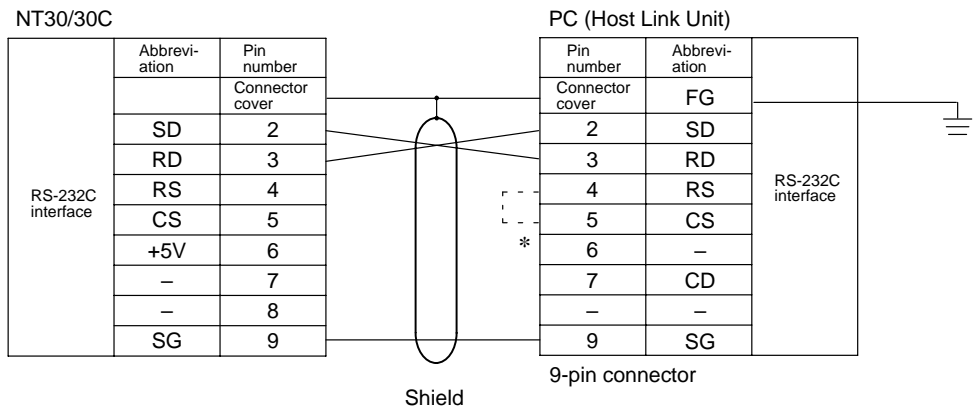 NT30/30C
PC (Host Link Unit)
Abbrevi-
ation
Pin
number
Pin
number
Abbrevi-
ation
Connector
cover
Connector
cover
FG
SD 2 2 SD
RD 3 3 RD
RS 4 4 RS
CS 5 5 CS
+5V 6 * 6 –
– 7 7 CD
– 8 – –
SG 9 9 SG
RS-232C
interface
RS-232C
interface
9-pin connector
Shield